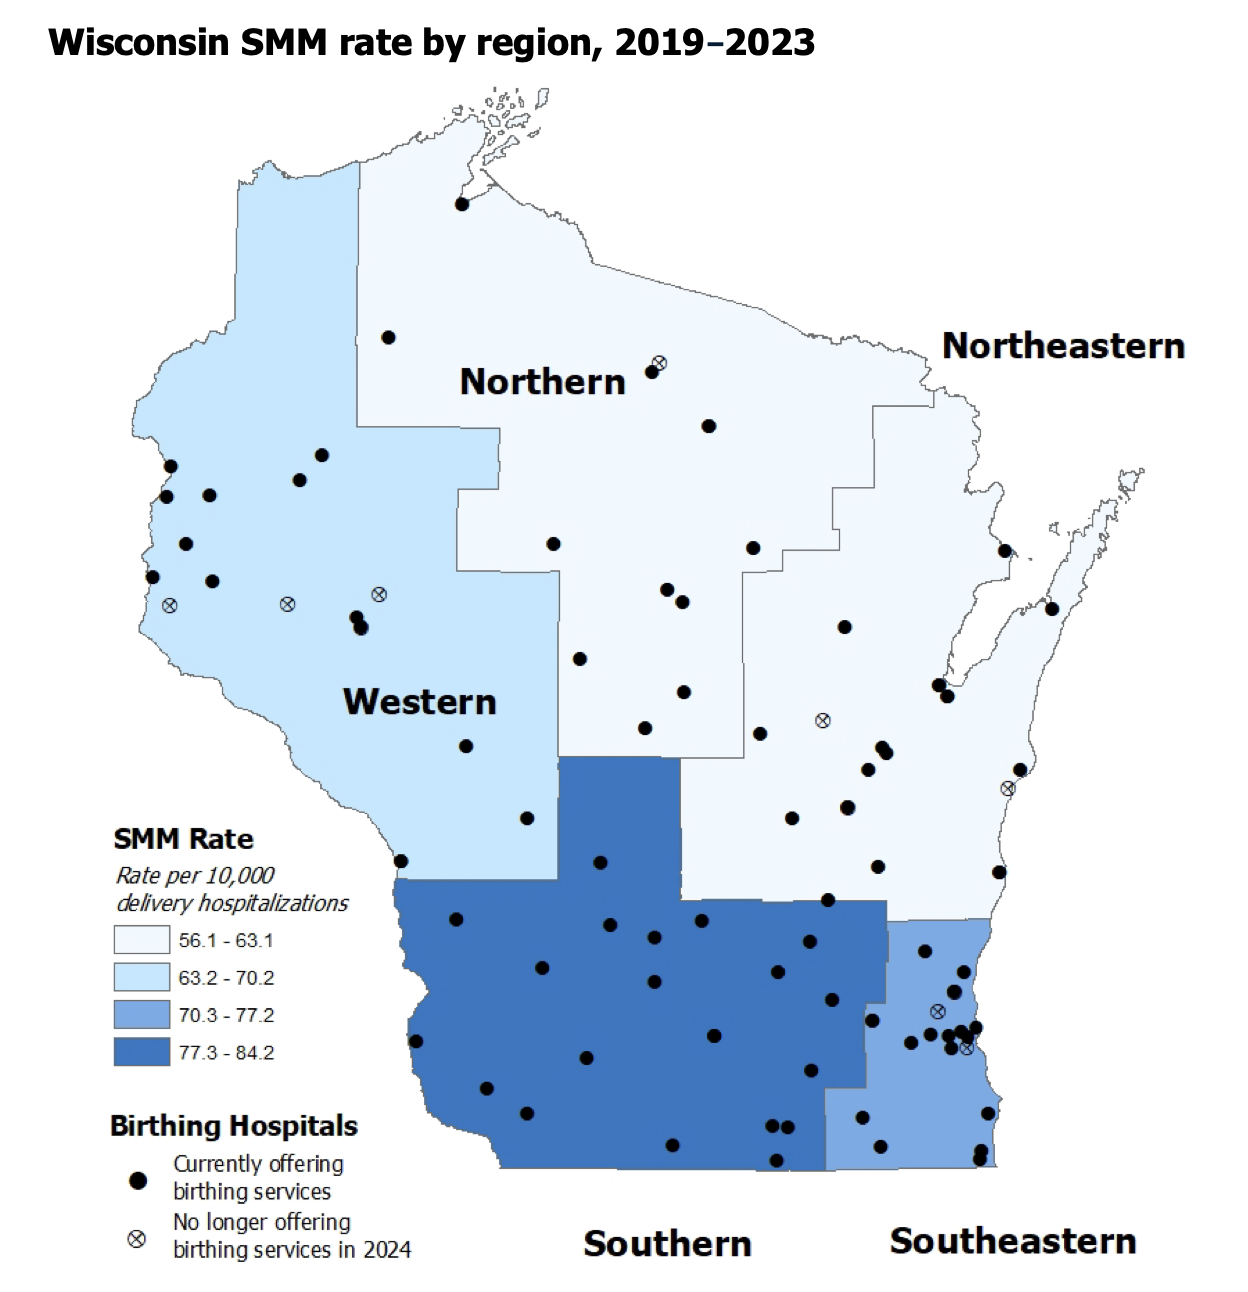 Wisconsin SMM rate by region, 2019–2023
Northeastern
Northern
Western
SMM Rate
Rate per 10,000
delivery hospitalizations
56.1 - 63.1
63.2 - 70.2
70.3 - 77.2
77.3 - 84.2
Birthing Hospitals
Currently offering
birthing services
No longer offering
birthing services in 2024
Southern
Southeastern